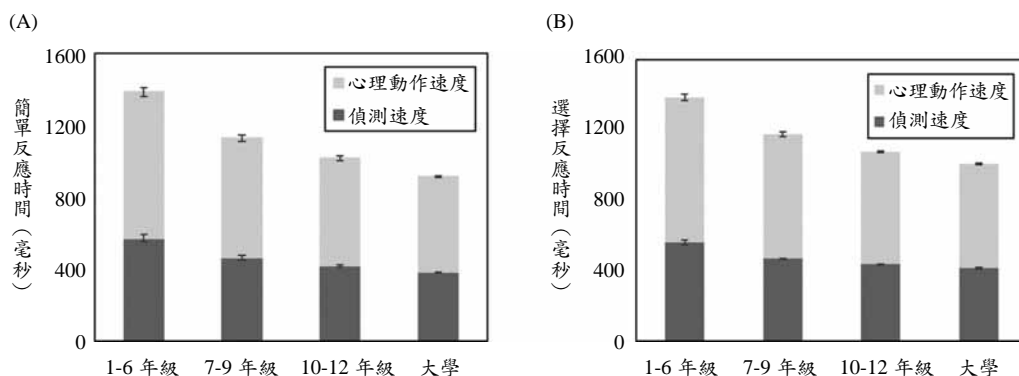 (A)
簡單反應時間（毫秒）
1600
1200
800
400
0
心理動作速度
偵測速度
1-6 年級
7-9 年級
10-12 年級
大學
(B)
選擇反應時間（毫秒）
1600
1200
800
400
0
心理動作速度
偵測速度
1-6 年級
7-9 年級
10-12 年級
大學